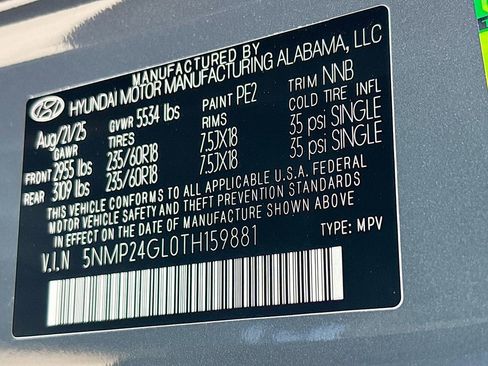 MANUFACTURED BY
HYUNDAI MOTOR MANUFACTURING ALABAMA, LLC
Aug/21/25 GVWR 5534 lbs PAINT PE2 TRIM NNB
GAWR TIRES RIMS COLD TIRE INFL
FRONT 2955 lbs 235/60R18 7.5JX18 35 psi SINGLE
REAR 3109 lbs 235/60R18 7.5JX18 35 psi SINGLE
THIS VEHICLE CONFORMS TO ALL APPLICABLE U.S.A. FEDERAL
MOTOR VEHICLE SAFETY AND THEFT PREVENTION STANDARDS
IN EFFECT ON THE DATE OF MANUFACTURE SHOWN ABOVE
V.I.N 5NMP24GL0TH159881 TYPE: MPV